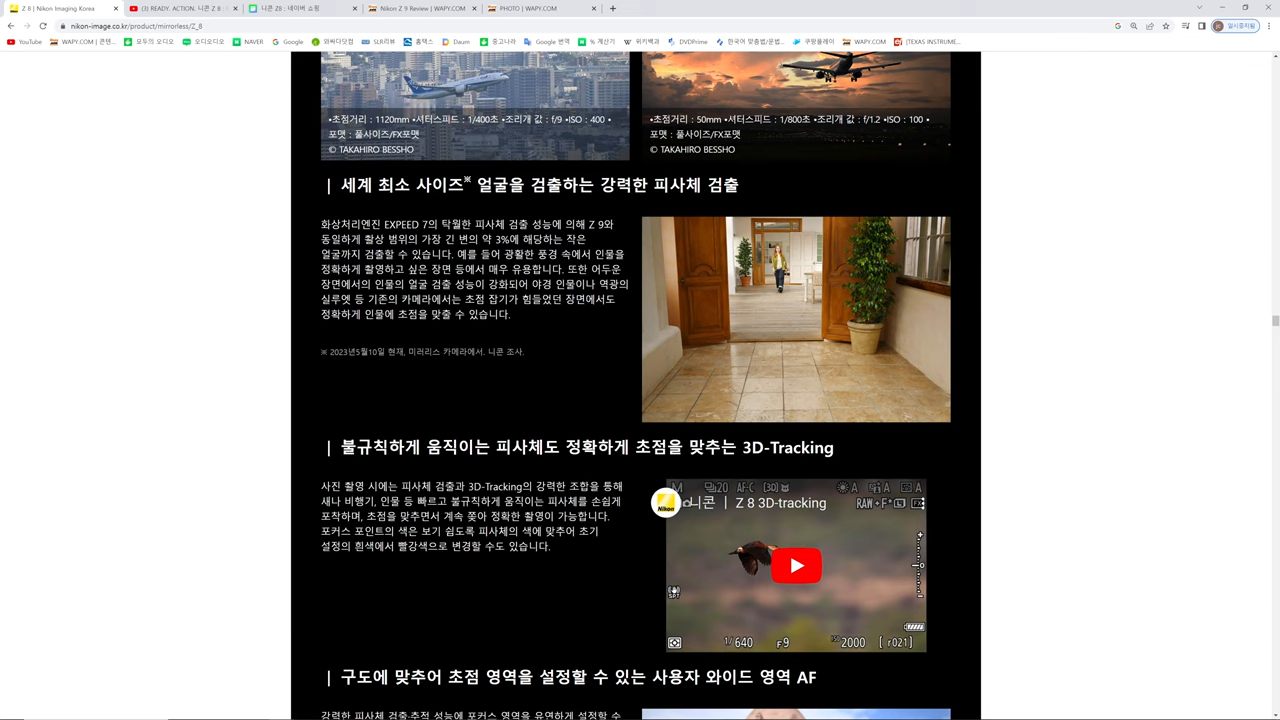 Z 8 | Nikon Imaging Korea
(3) READY. ACTION. 니콘 Z 8 :
니콘 Z8 : 네이버 쇼핑
Nikon Z 9 Review | WAPY.COM
PHOTO | WAPY.COM
nikon-image.co.kr/product/mirrorless/Z_8
일시중지됨
YouTube
WAPY.COM | 콘텐...
모두의 오디오
오디오디오
NAVER
Google
와싸다닷컴
SLR리뷰
홈택스
Daum
중고나라
Google 번역
% 계산기
위키백과
DVDPrime
한국어 맞춤법/문법...
쿠팡플레이
WAPY.COM
(TEXAS INSTRUME...
•초점거리 : 1120mm •셔터스피드 : 1/400초 •조리개 값 : f/9 •ISO : 400 •
포맷 : 풀사이즈/FX포맷
© TAKAHIRO BESSHO
•초점거리 : 50mm •셔터스피드 : 1/800초 •조리개 값 : f/1.2 •ISO : 100 •
포맷 : 풀사이즈/FX포맷
© TAKAHIRO BESSHO
| 세계 최소 사이즈※ 얼굴을 검출하는 강력한 피사체 검출
화상처리엔진 EXPEED 7의 탁월한 피사체 검출 성능에 의해 Z 9와
동일하게 촬상 범위의 가장 긴 변의 약 3%에 해당하는 작은
얼굴까지 검출할 수 있습니다. 예를 들어 광활한 풍경 속에서 인물을
정확하게 촬영하고 싶은 장면 등에서 매우 유용합니다. 또한 어두운
장면에서의 인물의 얼굴 검출 성능이 강화되어 야경 인물이나 역광의
실루엣 등 기존의 카메라에서는 초점 잡기가 힘들었던 장면에서도
정확하게 인물에 초점을 맞출 수 있습니다.
※ 2023년5월10일 현재, 미러리스 카메라에서. 니콘 조사.
| 불규칙하게 움직이는 피사체도 정확하게 초점을 맞추는 3D-Tracking
사진 촬영 시에는 피사체 검출과 3D-Tracking의 강력한 조합을 통해
새나 비행기, 인물 등 빠르고 불규칙하게 움직이는 피사체를 손쉽게
포착하며, 초점을 맞추면서 계속 쫓아 정확한 촬영이 가능합니다.
포커스 포인트의 색은 보기 쉽도록 피사체의 색에 맞추어 초기
설정의 흰색에서 빨강색으로 변경할 수도 있습니다.
M 20 AF-C [3D] A A A
Nikon
니콘 | Z 8 3D-tracking
RAW+F
SPT
1/640 F9 ISO 2000 [ r021]
| 구도에 맞추어 초점 영역을 설정할 수 있는 사용자 와이드 영역 AF
강력한 피사체 검출·추적 성능에 포커스 영역을 유연하게 설정할 수